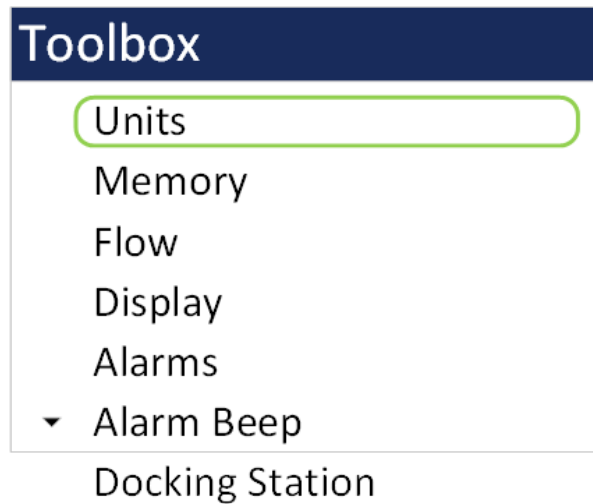 Toolbox
Units
Memory
Flow
Display
Alarms
Alarm Beep
Docking Station